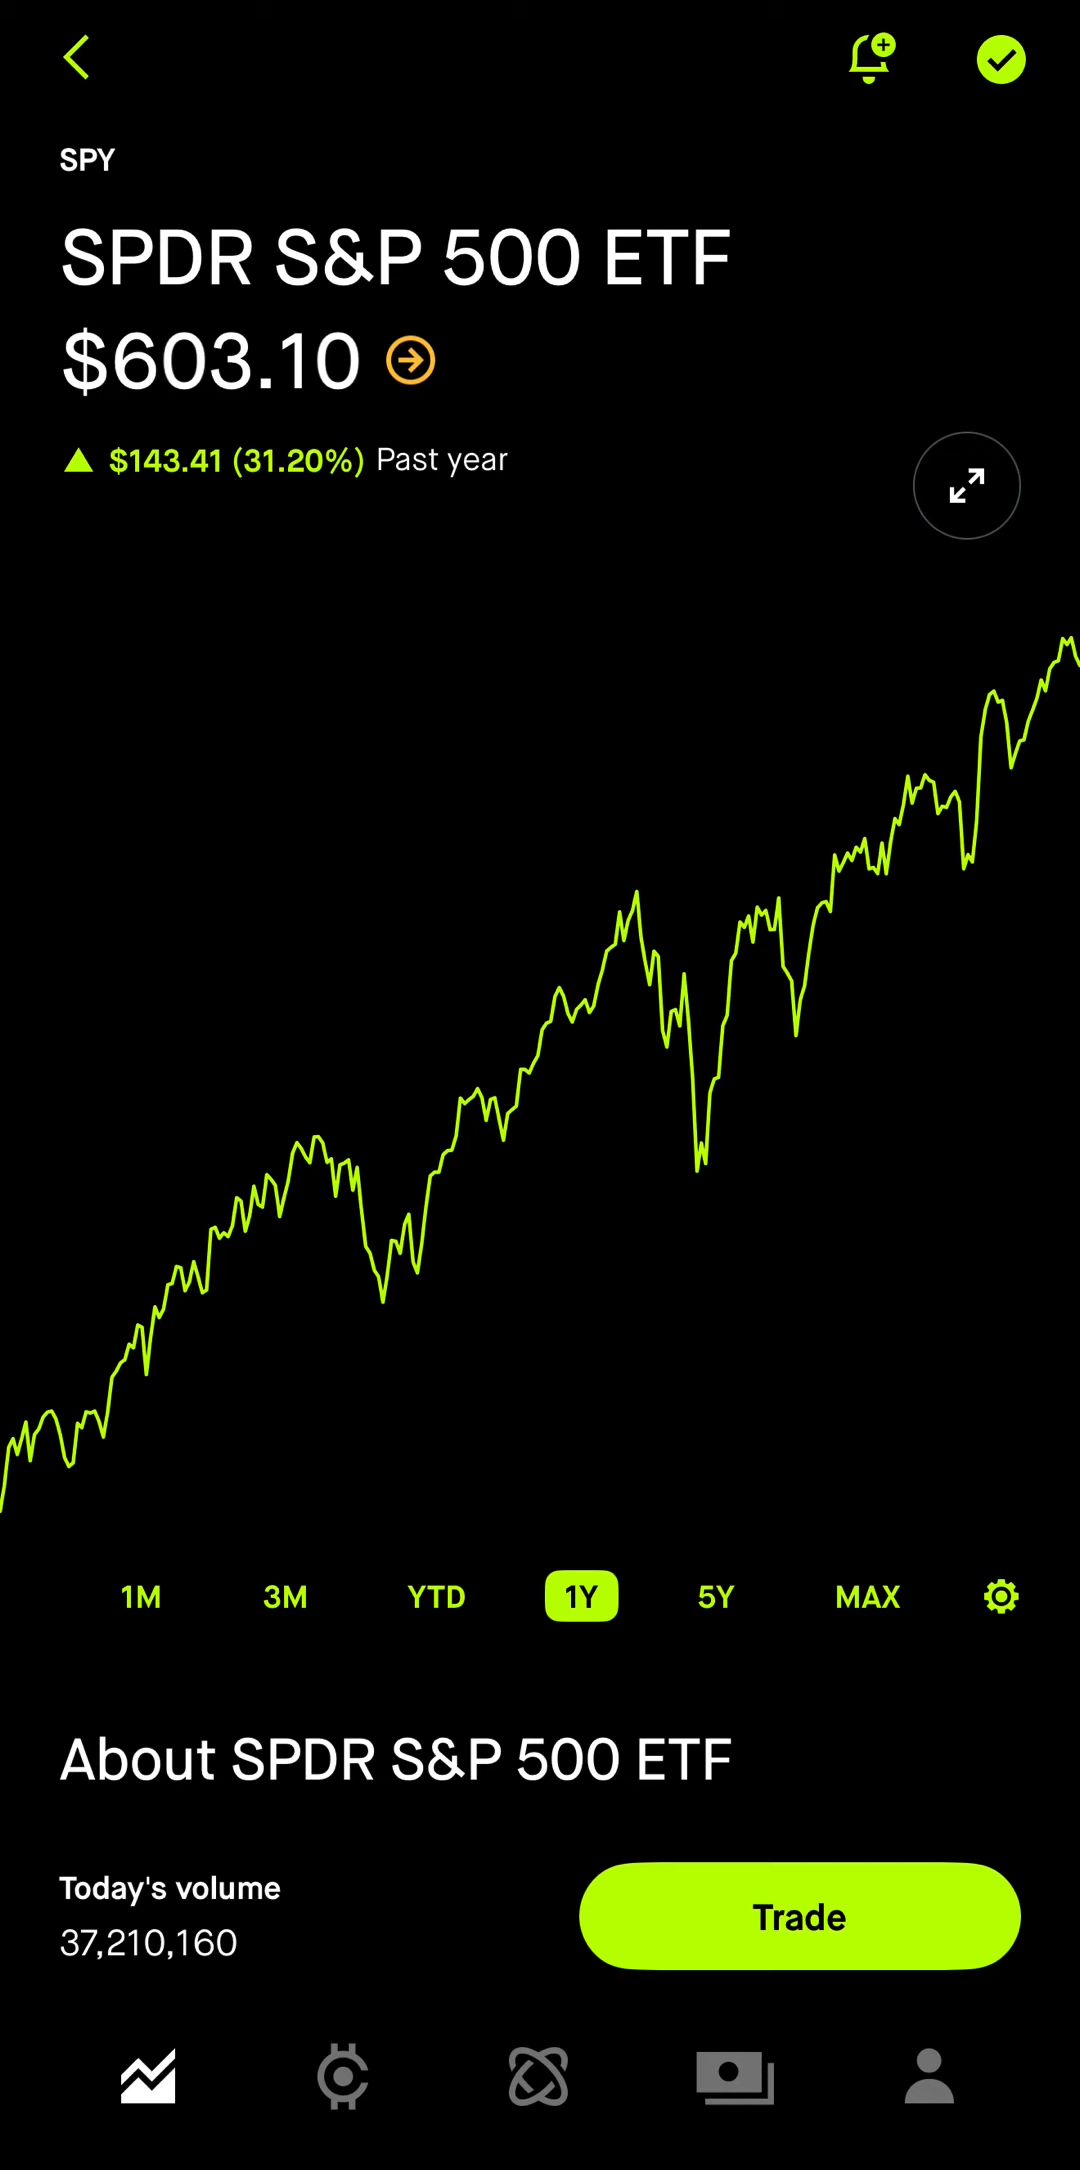 SPY
SPDR S&P 500 ETF
$603.10
$143.41 (31.20%) Past year
1M 3M YTD 1Y 5Y MAX
About SPDR S&P 500 ETF
Today's volume
37,210,160
Trade